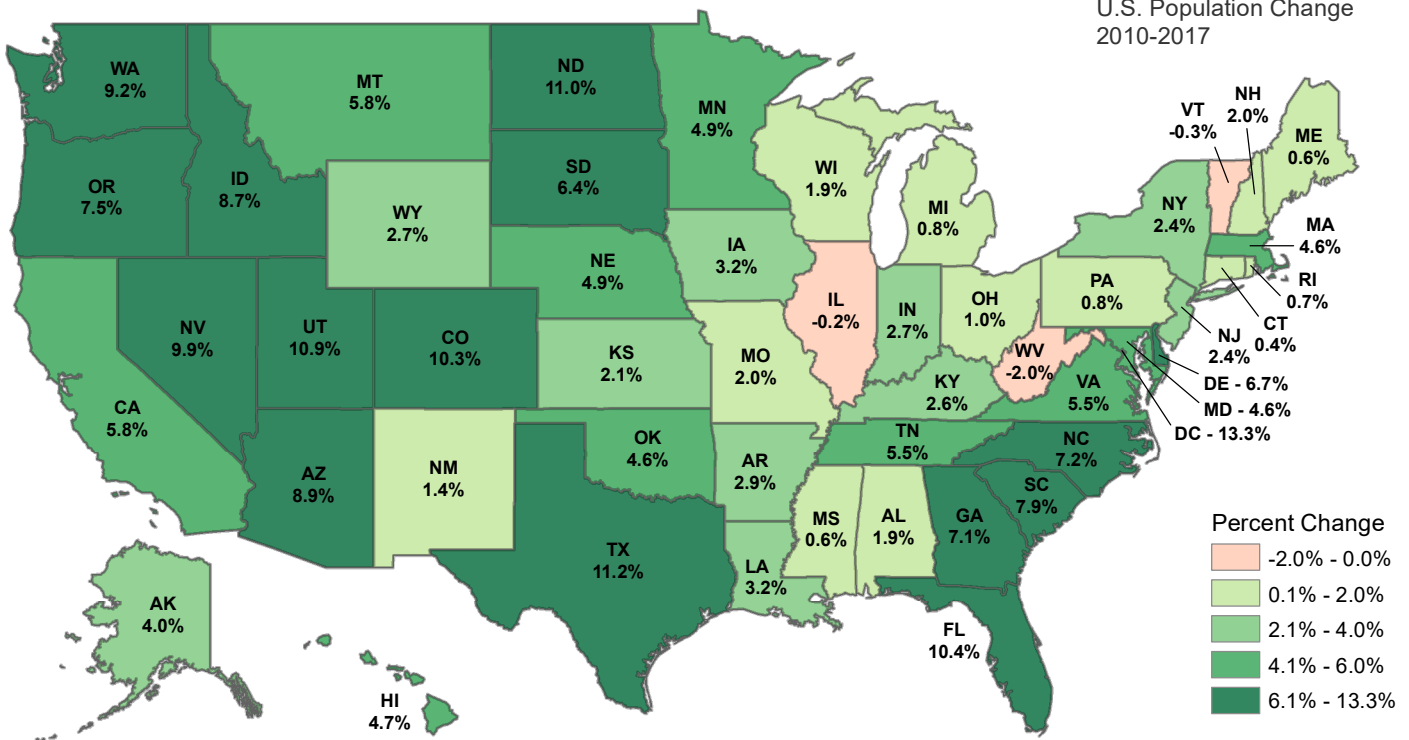 U.S. Population Change
2010-2017
WA
9.2%
MT
5.8%
ND
11.0%
MN
4.9%
OR
7.5%
ID
8.7%
SD
6.4%
WI
1.9%
MI
0.8%
VT
-0.3%
NH
2.0%
ME
0.6%
NY
2.4%
MA
4.6%
RI
0.7%
CT
0.4%
NJ
2.4%
DE - 6.7%
MD - 4.6%
DC - 13.3%
WY
2.7%
NE
4.9%
IA
3.2%
IL
-0.2%
IN
2.7%
OH
1.0%
PA
0.8%
WV
-2.0%
VA
5.5%
NV
9.9%
UT
10.9%
CO
10.3%
KS
2.1%
MO
2.0%
KY
2.6%
CA
5.8%
AZ
8.9%
NM
1.4%
OK
4.6%
AR
2.9%
TN
5.5%
NC
7.2%
SC
7.9%
TX
11.2%
LA
3.2%
MS
0.6%
AL
1.9%
GA
7.1%
FL
10.4%
AK
4.0%
HI
4.7%
Percent Change
-2.0% - 0.0%
0.1% - 2.0%
2.1% - 4.0%
4.1% - 6.0%
6.1% - 13.3%